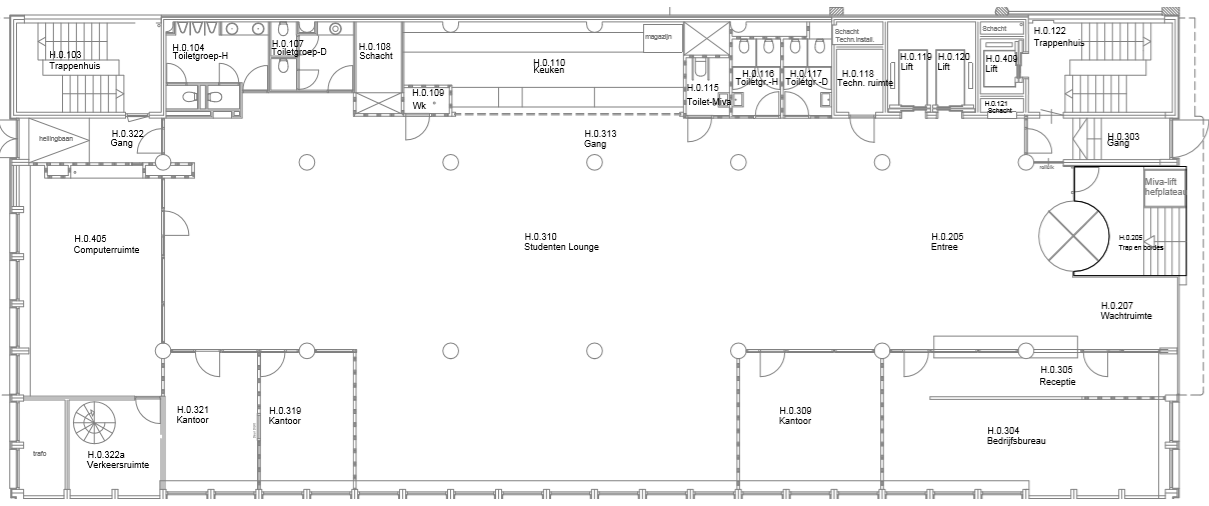 H.0.103
Trappenhuis
H.0.104
Toiletgroep-H
H.0.107
Toiletgroep-D
H.0.108
Schacht
magazijn
H.0.110
Keuken
H.0.109
Wk
H.0.115
Toilet-Miva
H.0.116
Toiletgr.-H
H.0.117
Toiletgr.-D
Schacht
Techn.Install.
H.0.118
Techn. ruimte
H.0.119
Lift
H.0.120
Lift
Schacht
H.0.409
Lift
H.0.121
Schacht
H.0.122
Trappenhuis
hellingbaan
H.0.322
Gang
H.0.313
Gang
H.0.303
Gang
Miva-lift
hefplateau
H.0.405
Computerruimte
H.0.310
Studenten Lounge
H.0.205
Entree
H.0.205
Trap en bordes
H.0.207
Wachtruimte
H.0.305
Receptie
H.0.321
Kantoor
H.0.319
Kantoor
H.0.309
Kantoor
H.0.304
Bedrijfsbureau
trafo
H.0.322a
Verkeersruimte